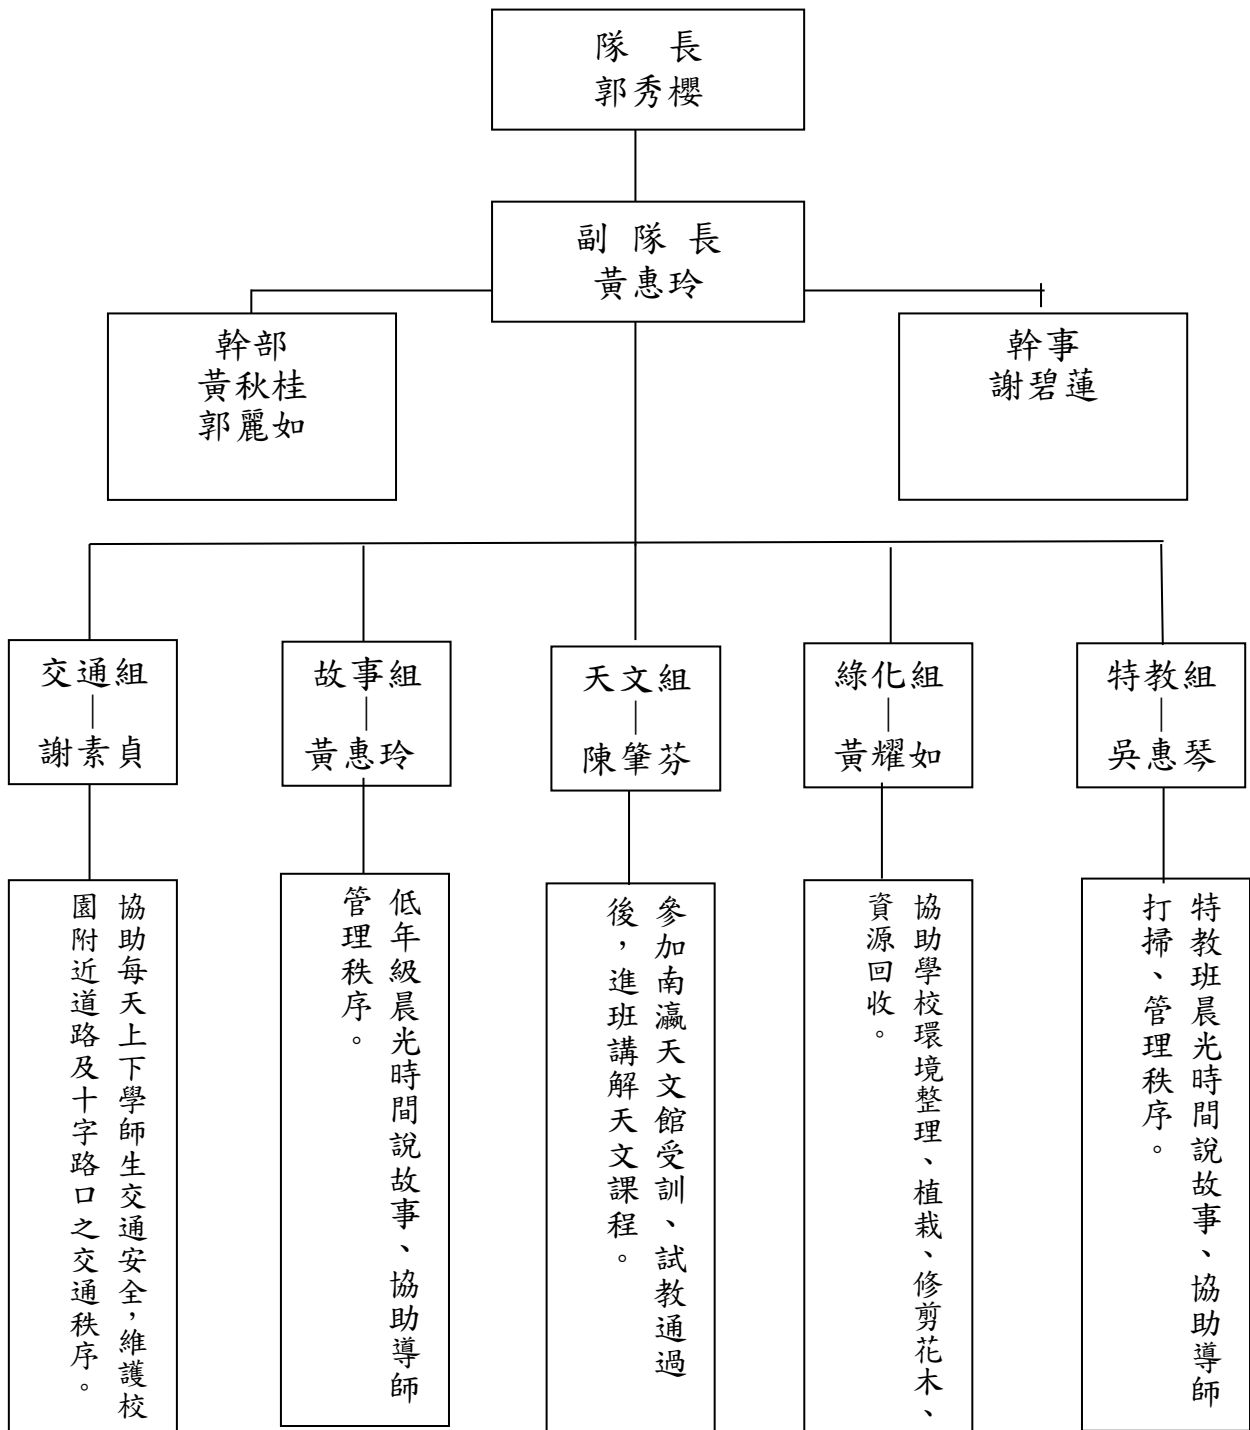 隊　長
郭秀櫻
副 隊 長
黃惠玲
幹部
黃秋桂
郭麗如
幹事
謝碧蓮
交通組
｜
謝素貞
故事組
｜
黃惠玲
天文組
｜
陳肇芬
綠化組
｜
黃耀如
特教組
｜
吳惠琴
協助每天上下學師生交通安全，維護校
園附近道路及十字路口之交通秩序。
低年級晨光時間說故事、協助導師
管理秩序。
參加南瀛天文館受訓、試教通過
後，進班講解天文課程。
協助學校環境整理、植栽、修剪花木、
資源回收。
特教班晨光時間說故事、協助導師
打掃、管理秩序。